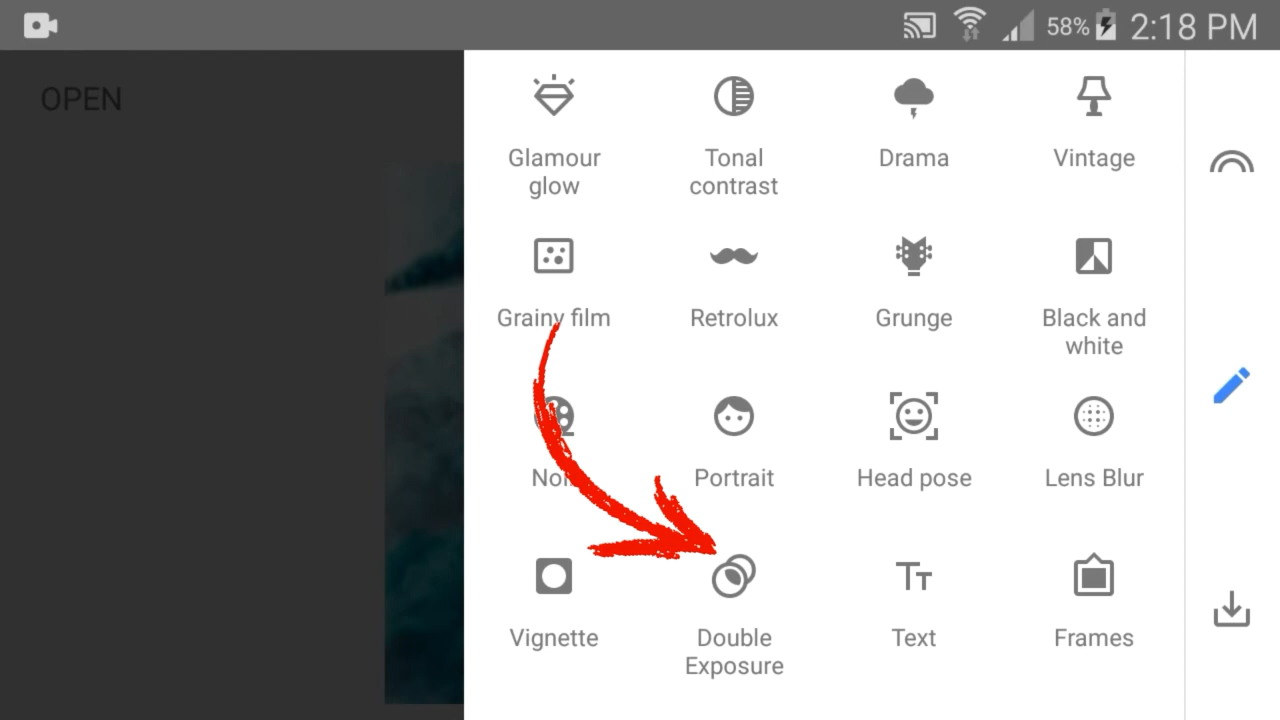 58% 2:18 PM
OPEN
Glamour
glow
Tonal
contrast
Drama
Vintage
Grainy film
Retrolux
Grunge
Black and
white
Portrait
Head pose
Lens Blur
Vignette
Double
Exposure
Text
Frames